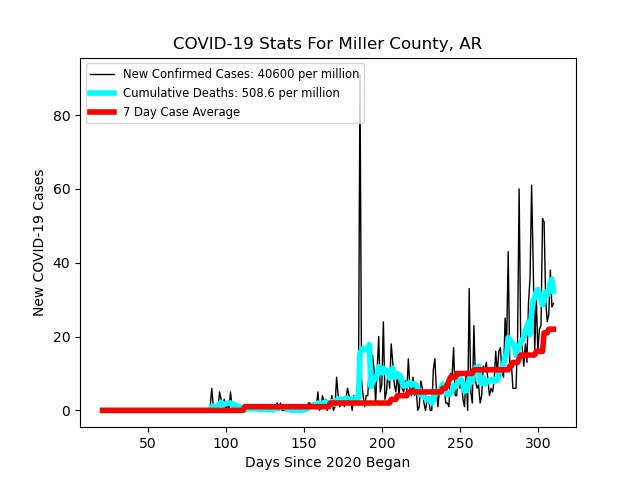 COVID-19 Stats For Miller County, AR
New Confirmed Cases: 40600 per million
Cumulative Deaths: 508.6 per million
7 Day Case Average
New COVID-19 Cases
80
60
40
20
0
50 100 150 200 250 300
Days Since 2020 Began